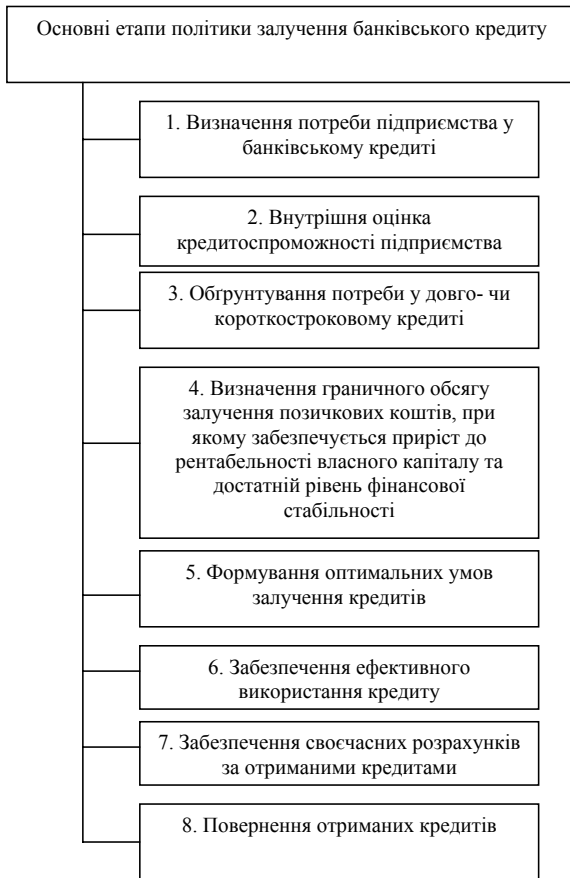 Основні етапи політики залучення банківського кредиту
1. Визначення потреби підприємства у
банківському кредиті
2. Внутрішня оцінка
кредитоспроможності підприємства
3. Обґрунтування потреби у довго- чи
короткостроковому кредиті
4. Визначення граничного обсягу
залучення позичкових коштів, при
якому забезпечується приріст до
рентабельності власного капіталу та
достатній рівень фінансової
стабільності
5. Формування оптимальних умов
залучення кредитів
6. Забезпечення ефективного
використання кредиту
7. Забезпечення своєчасних розрахунків
за отриманими кредитами
8. Повернення отриманих кредитів